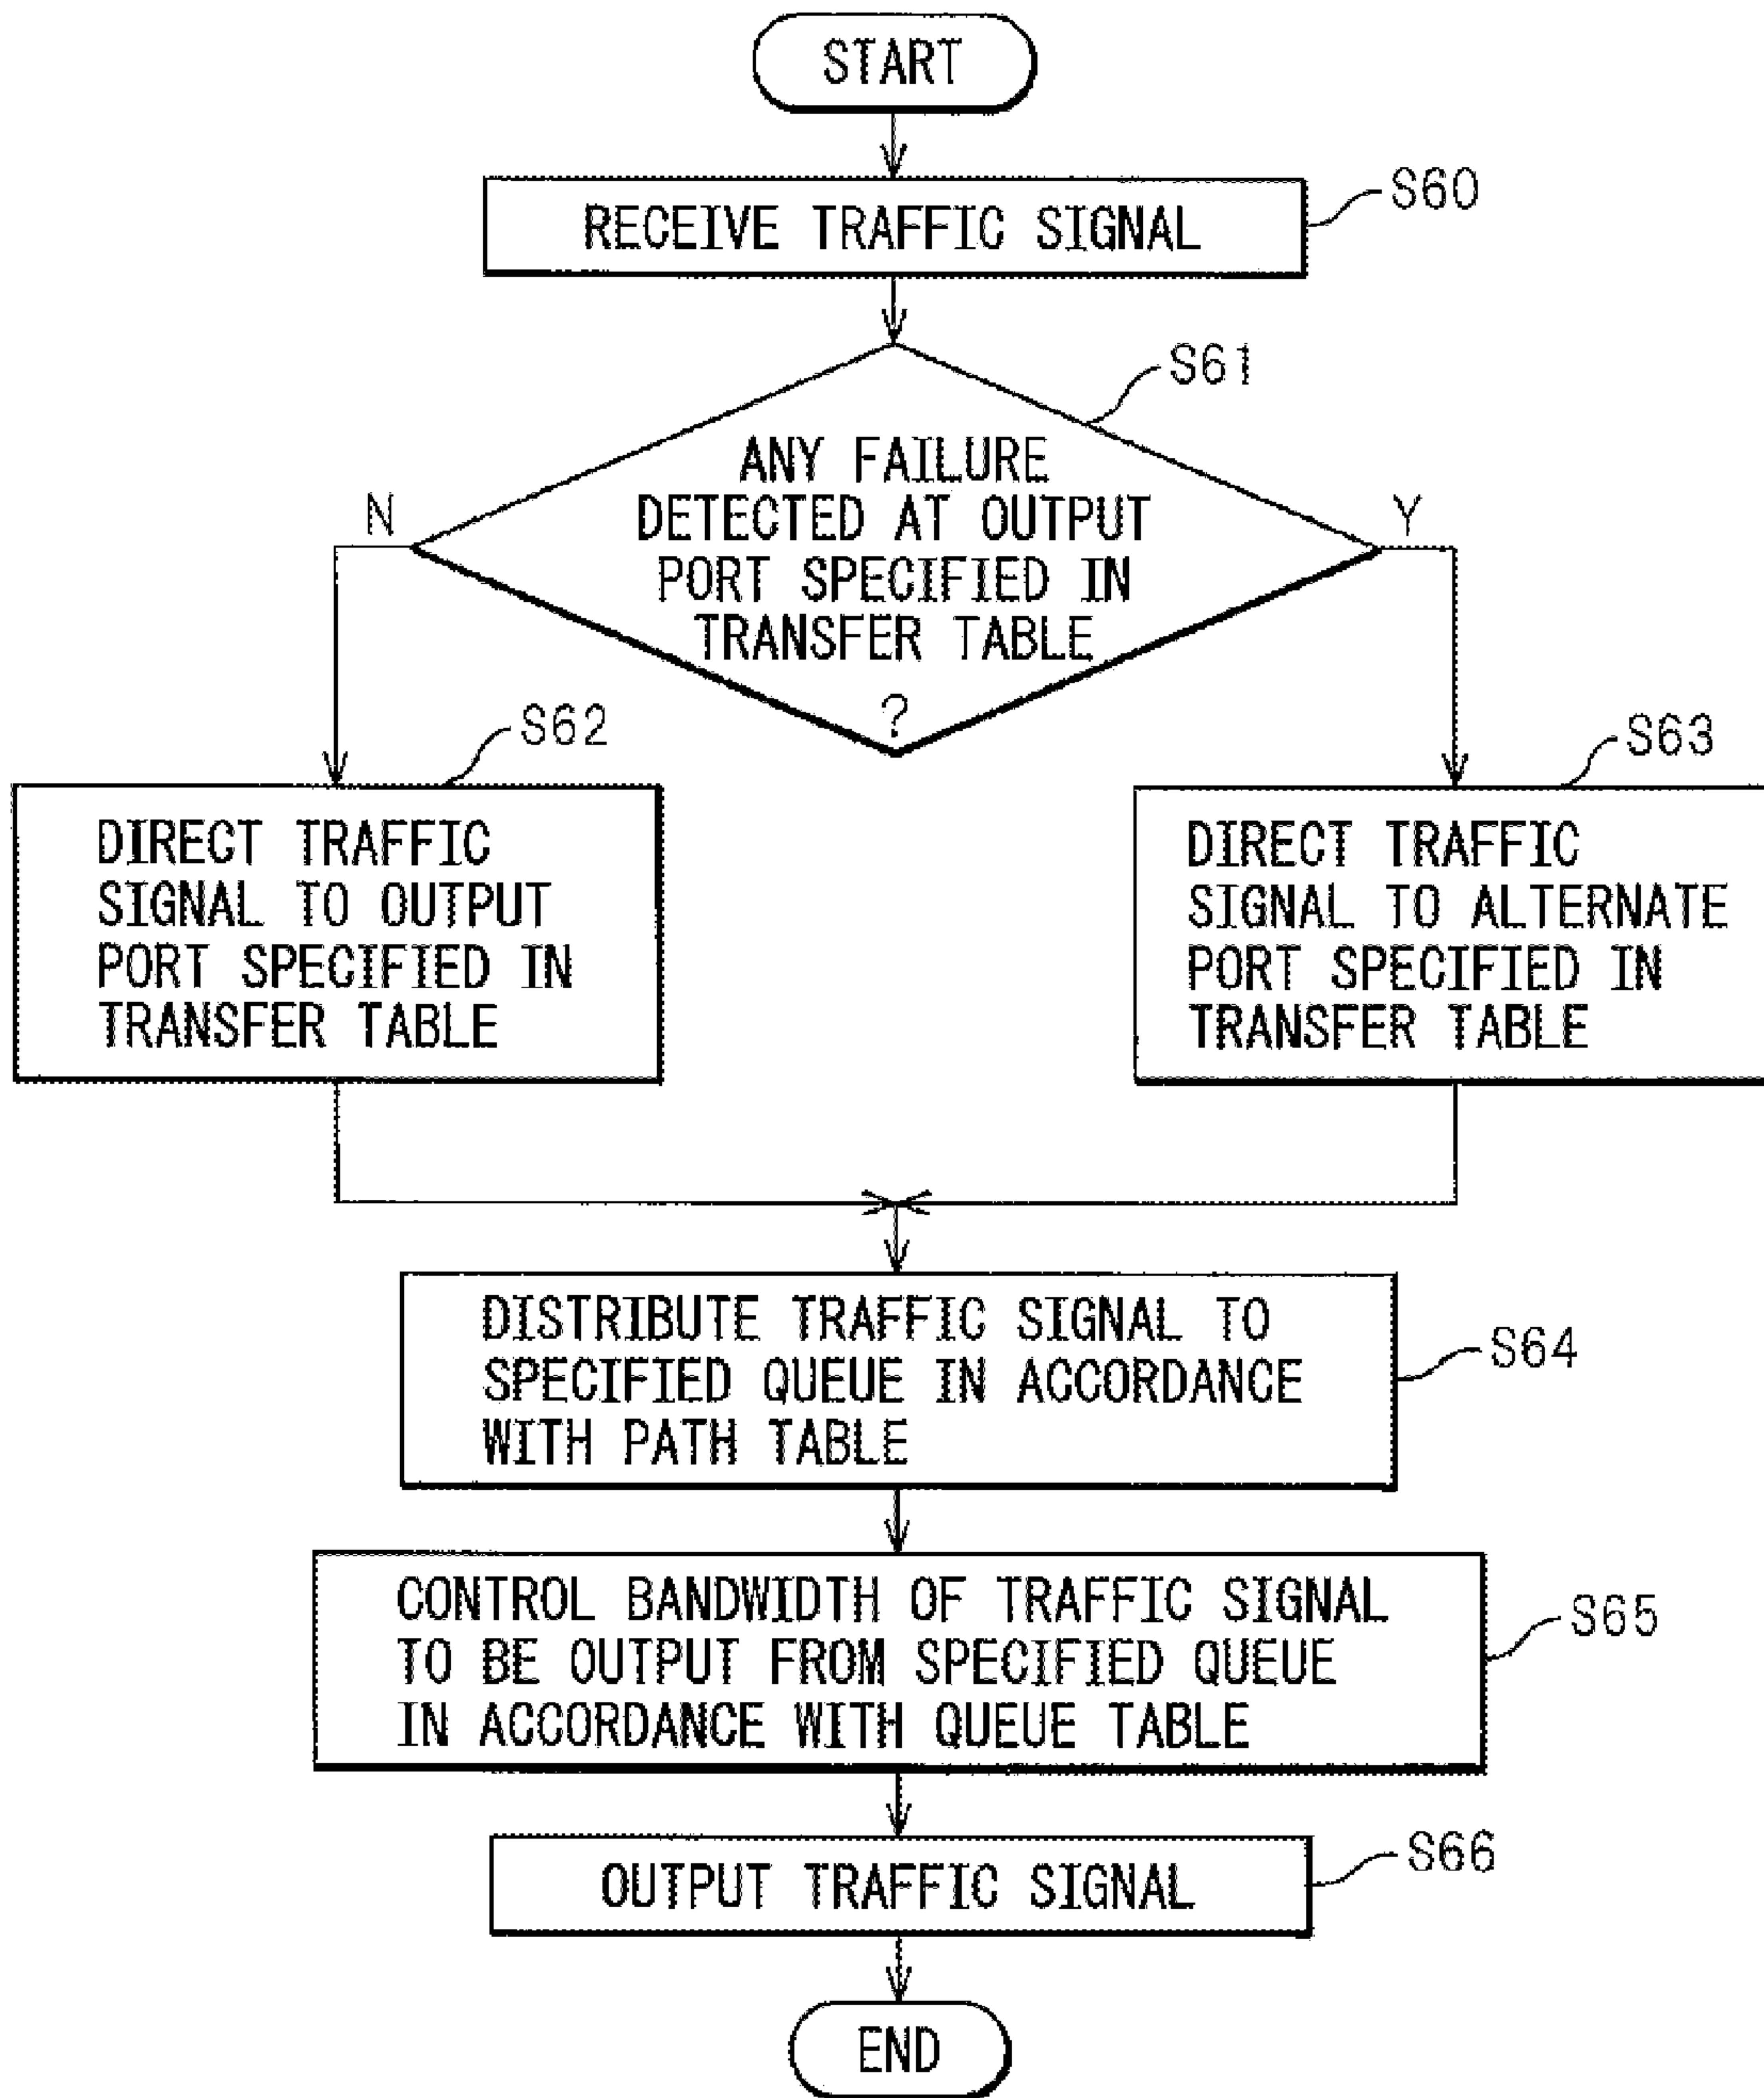 START
RECEIVE TRAFFIC SIGNAL
S60
S61
ANY FAILURE
DETECTED AT OUTPUT
PORT SPECIFIED IN
TRANSFER TABLE
?
N
Y
S62
DIRECT TRAFFIC
SIGNAL TO OUTPUT
PORT SPECIFIED IN
TRANSFER TABLE
S63
DIRECT TRAFFIC
SIGNAL TO ALTERNATE
PORT SPECIFIED IN
TRANSFER TABLE
DISTRIBUTE TRAFFIC SIGNAL TO
SPECIFIED QUEUE IN ACCORDANCE
WITH PATH TABLE
S64
CONTROL BANDWIDTH OF TRAFFIC SIGNAL
TO BE OUTPUT FROM SPECIFIED QUEUE
IN ACCORDANCE WITH QUEUE TABLE
S65
OUTPUT TRAFFIC SIGNAL
S66
END